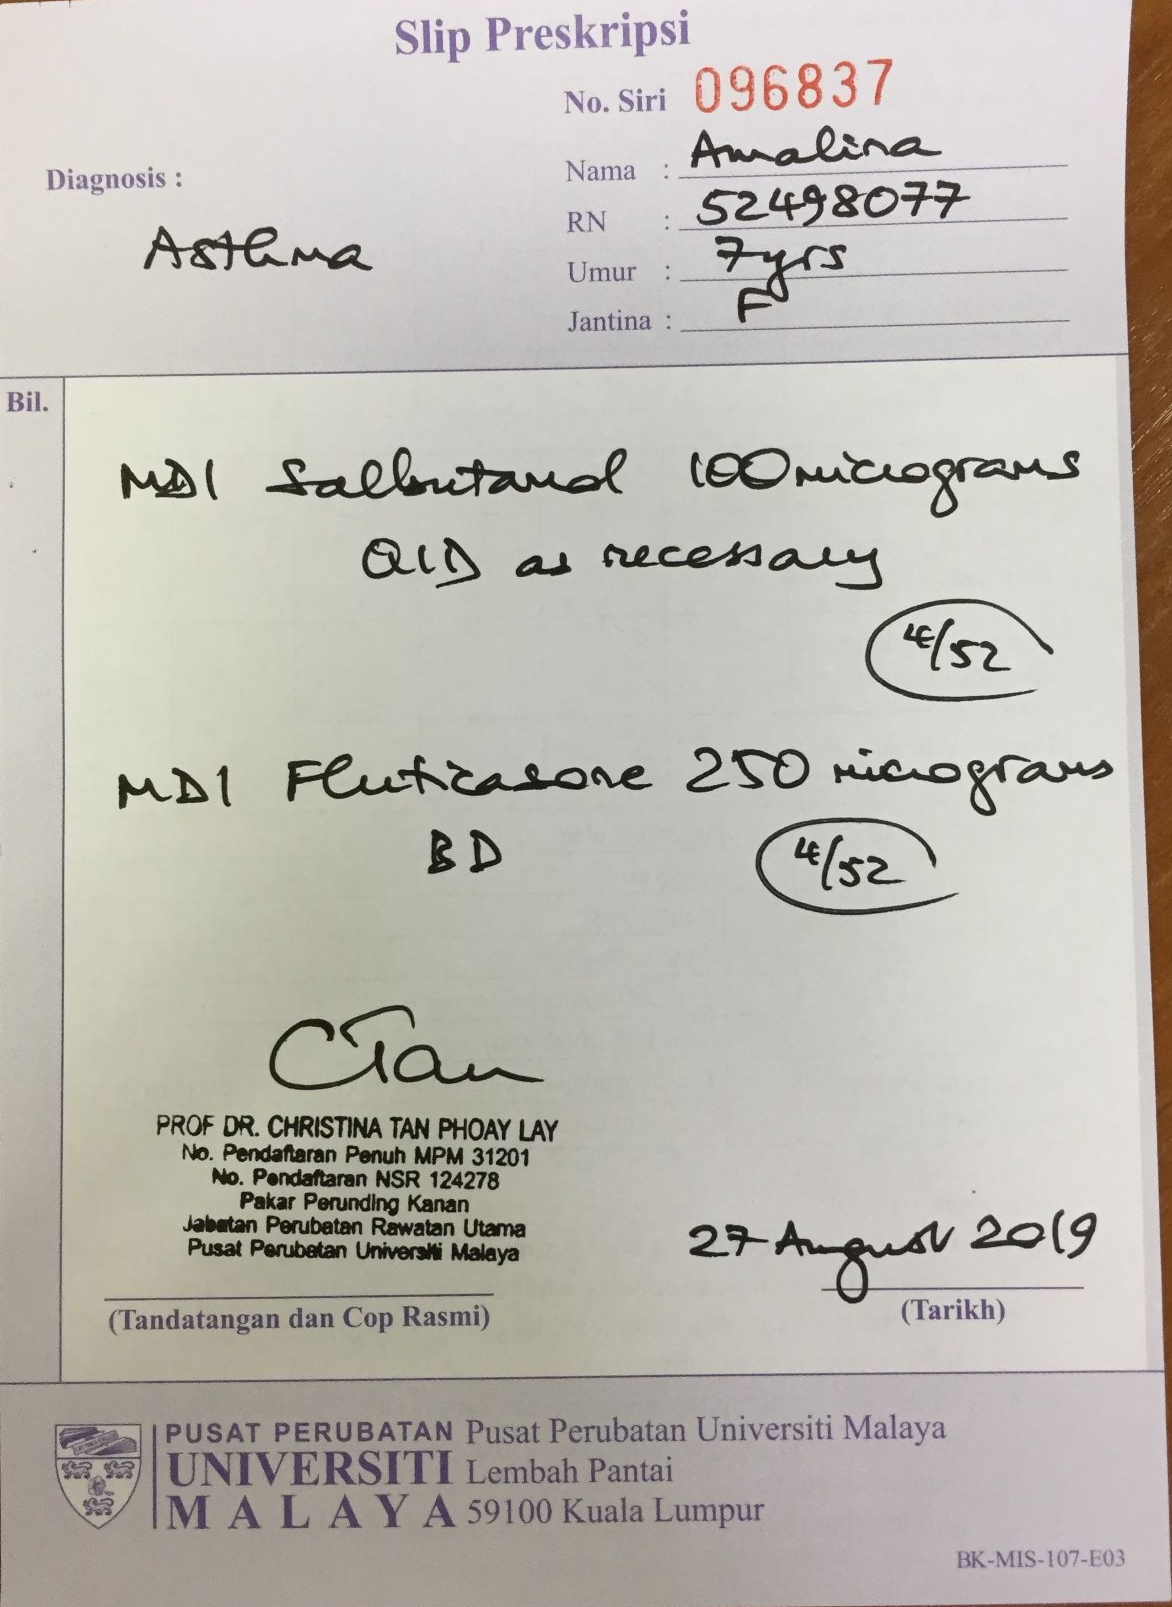 Slip Preskripsi
No. Siri 096837
Diagnosis :
Asthma
Nama : Amalina
RN : 52498077
Umur : 7yrs
Jantina : F
Bil.
MDI Salbutamol 100 micrograms
QID as necessary
4/52
MDI Fluticasone 250 micrograms
BD
4/52
CTan
PROF DR. CHRISTINA TAN PHOAY LAY
No. Pendaftaran Penuh MPM 31201
No. Pendaftaran NSR 124278
Pakar Perunding Kanan
Jabatan Perubatan Rawatan Utama
Pusat Perubatan Universiti Malaya
(Tandatangan dan Cop Rasmi)
27 August 2019
(Tarikh)
PUSAT PERUBATAN
UNIVERSITI
MALAYA
Pusat Perubatan Universiti Malaya
Lembah Pantai
59100 Kuala Lumpur
BK-MIS-107-E03